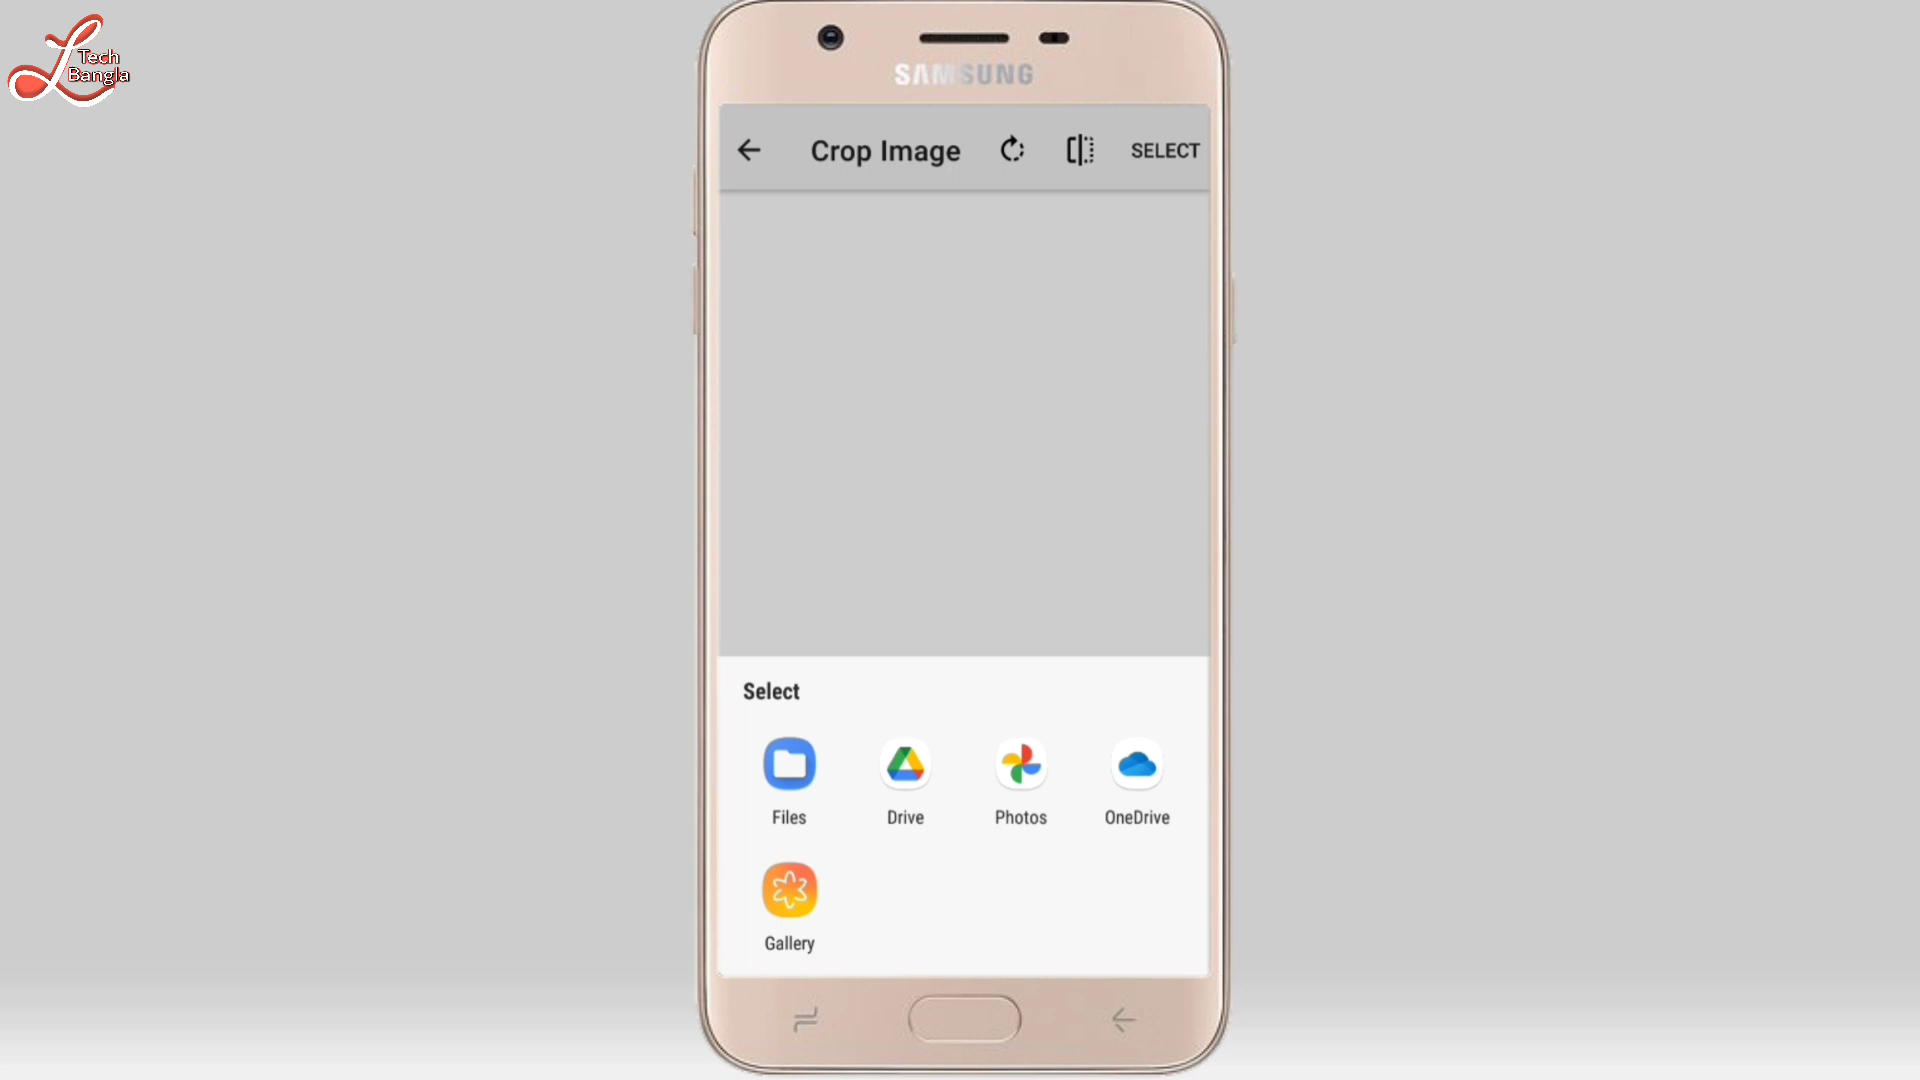 Tech
Bangla
SAMSUNG
Crop Image SELECT
Select
Files Drive Photos OneDrive
Gallery